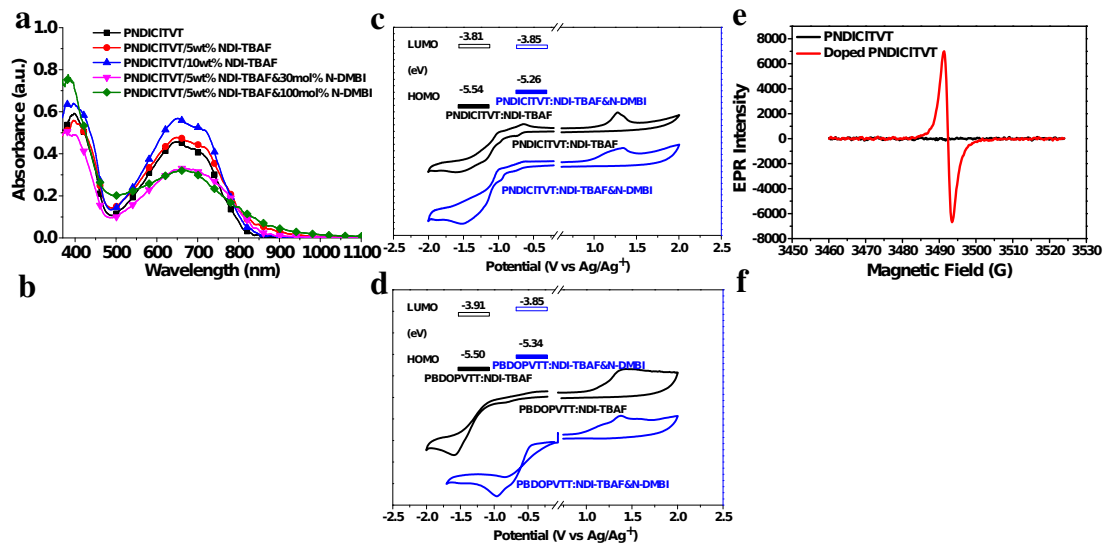 a
1.0
0.8
0.6
0.4
0.2
0.0
Absorbance (a.u.)
PNDICITVT
PNDICITVT/5wt% NDI-TBAF
PNDICITVT/10wt% NDI-TBAF
PNDICITVT/5wt% NDI-TBAF&30mol% N-DMBI
PNDICITVT/5wt% NDI-TBAF&100mol% N-DMBI
400 500 600 700 800 900 1000 1100
Wavelength (nm)
b
c
LUMO
-3.81
-3.85
(eV)
-5.54
-5.26
HOMO
PNDICITVT:NDI-TBAF&N-DMBI
PNDICITVT:NDI-TBAF
PNDICITVT:NDI-TBAF
PNDICITVT:NDI-TBAF&N-DMBI
-2.0 -1.5 -1.0 -0.5 1.0 1.5 2.0 2.5
Potential (V vs Ag/Ag+)
d
LUMO
-3.91
-3.85
(eV)
-5.50
-5.34
HOMO
PBDOPVTT:NDI-TBAF&N-DMBI
PBDOPVTT:NDI-TBAF
PBDOPVTT:NDI-TBAF
PBDOPVTT:NDI-TBAF&N-DMBI
-2.5 -2.0 -1.5 -1.0 -0.5 1.0 1.5 2.0 2.5
Potential (V vs Ag/Ag+)
e
8000
6000
4000
2000
0
-2000
-4000
-6000
-8000
EPR Intensity
PNDICITVT
Doped PNDICITVT
3450 3460 3470 3480 3490 3500 3510 3520 3530
Magnetic Field (G)
f